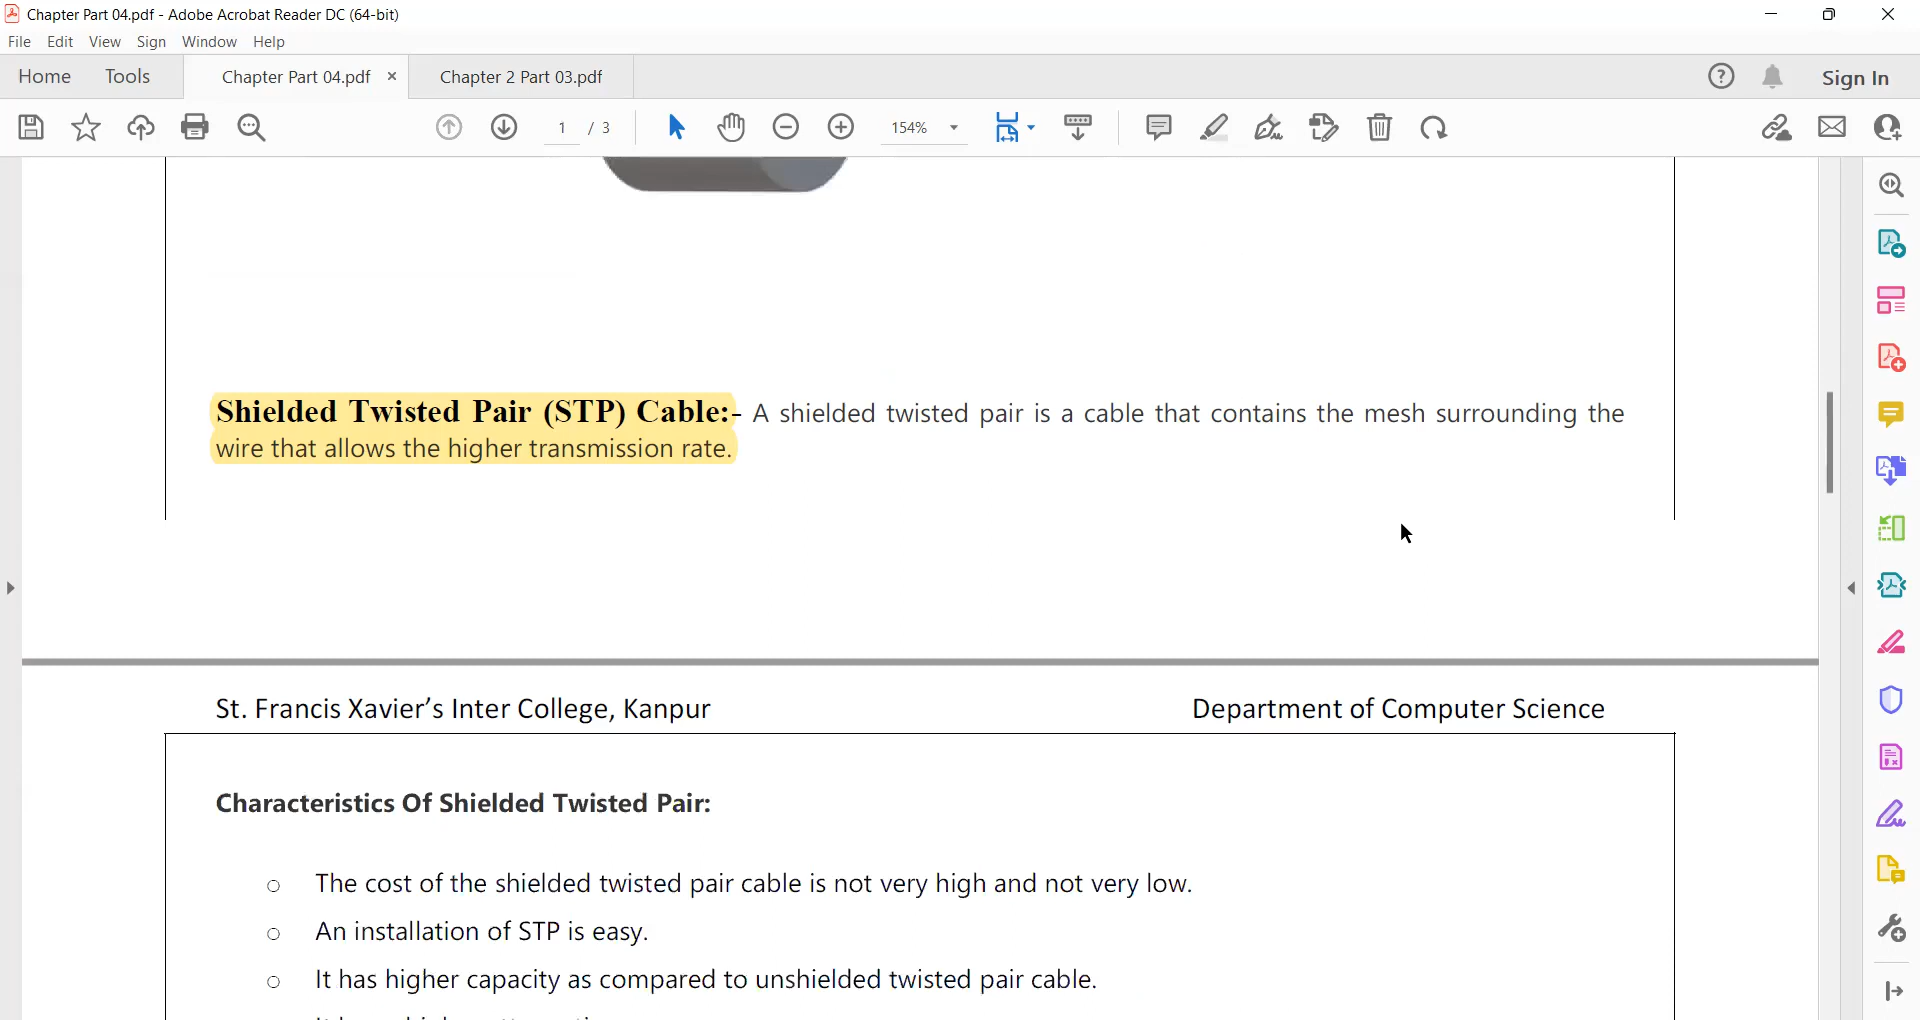 Chapter Part 04.pdf - Adobe Acrobat Reader DC (64-bit)
File Edit View Sign Window Help
Home Tools Chapter Part 04.pdf × Chapter 2 Part 03.pdf Sign In
1 / 3 154%
Shielded Twisted Pair (STP) Cable:- A shielded twisted pair is a cable that contains the mesh surrounding the
wire that allows the higher transmission rate.
St. Francis Xavier’s Inter College, Kanpur Department of Computer Science
Characteristics Of Shielded Twisted Pair:
o The cost of the shielded twisted pair cable is not very high and not very low.
o An installation of STP is easy.
o It has higher capacity as compared to unshielded twisted pair cable.